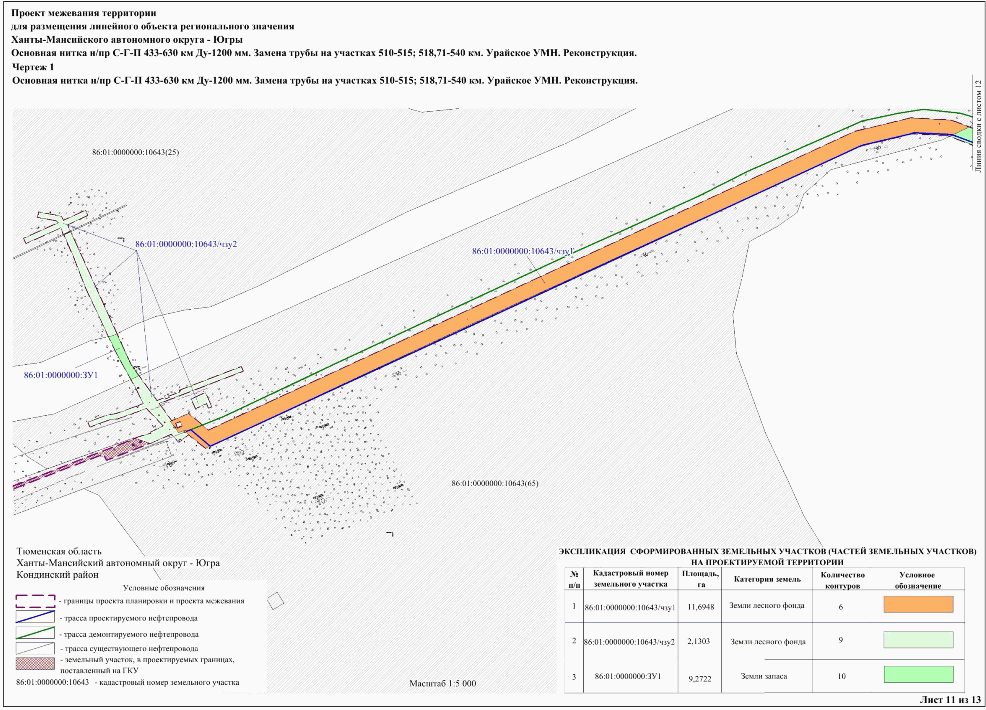 Проект межевания территории
для размещения линейного объекта регионального значения
Ханты-Мансийского автономного округа - Югры
Основная нитка н/пр С-Г-П 433-630 км Ду-1200 мм. Замена трубы на участках 510-515; 518,71-540 км. Урайское УМН. Реконструкция.
Чертеж 1
Основная нитка н/пр С-Г-П 433-630 км Ду-1200 мм. Замена трубы на участках 510-515; 518,71-540 км. Урайское УМН. Реконструкция.
Линия сводки с листом 12
86:01:0000000:10643(25)
86:01:0000000:10643/чзу2
86:01:0000000:10643/чзу1
86:01:0000000:ЗУ1
86:01:0000000:10643(65)
Тюменская область
Ханты-Мансийский автономный округ - Югра
Кондинский район
Условные обозначения
- границы проекта планировки и проекта межевания
- трасса проектируемого нефтепровода
- трасса демонтируемого нефтепровода
- трасса существующего нефтепровода
- земельный участок, в проектируемых границах,
поставленный на ГКУ
86:01:0000000:10643 - кадастровый номер земельного участка
Масштаб 1:5 000
ЭКСПЛИКАЦИЯ СФОРМИРОВАННЫХ ЗЕМЕЛЬНЫХ УЧАСТКОВ (ЧАСТЕЙ ЗЕМЕЛЬНЫХ УЧАСТКОВ)
НА ПРОЕКТИРУЕМОЙ ТЕРРИТОРИИ
№ п/п Кадастровый номер земельного участка Площадь, га Категория земель Количество контуров Условное обозначение
1 86:01:0000000:10643/чзу1 11,6948 Земли лесного фонда 6
2 86:01:0000000:10643/чзу2 2,1303 Земли лесного фонда 9
3 86:01:0000000:ЗУ1 9,2722 Земли запаса 10
Лист 11 из 13